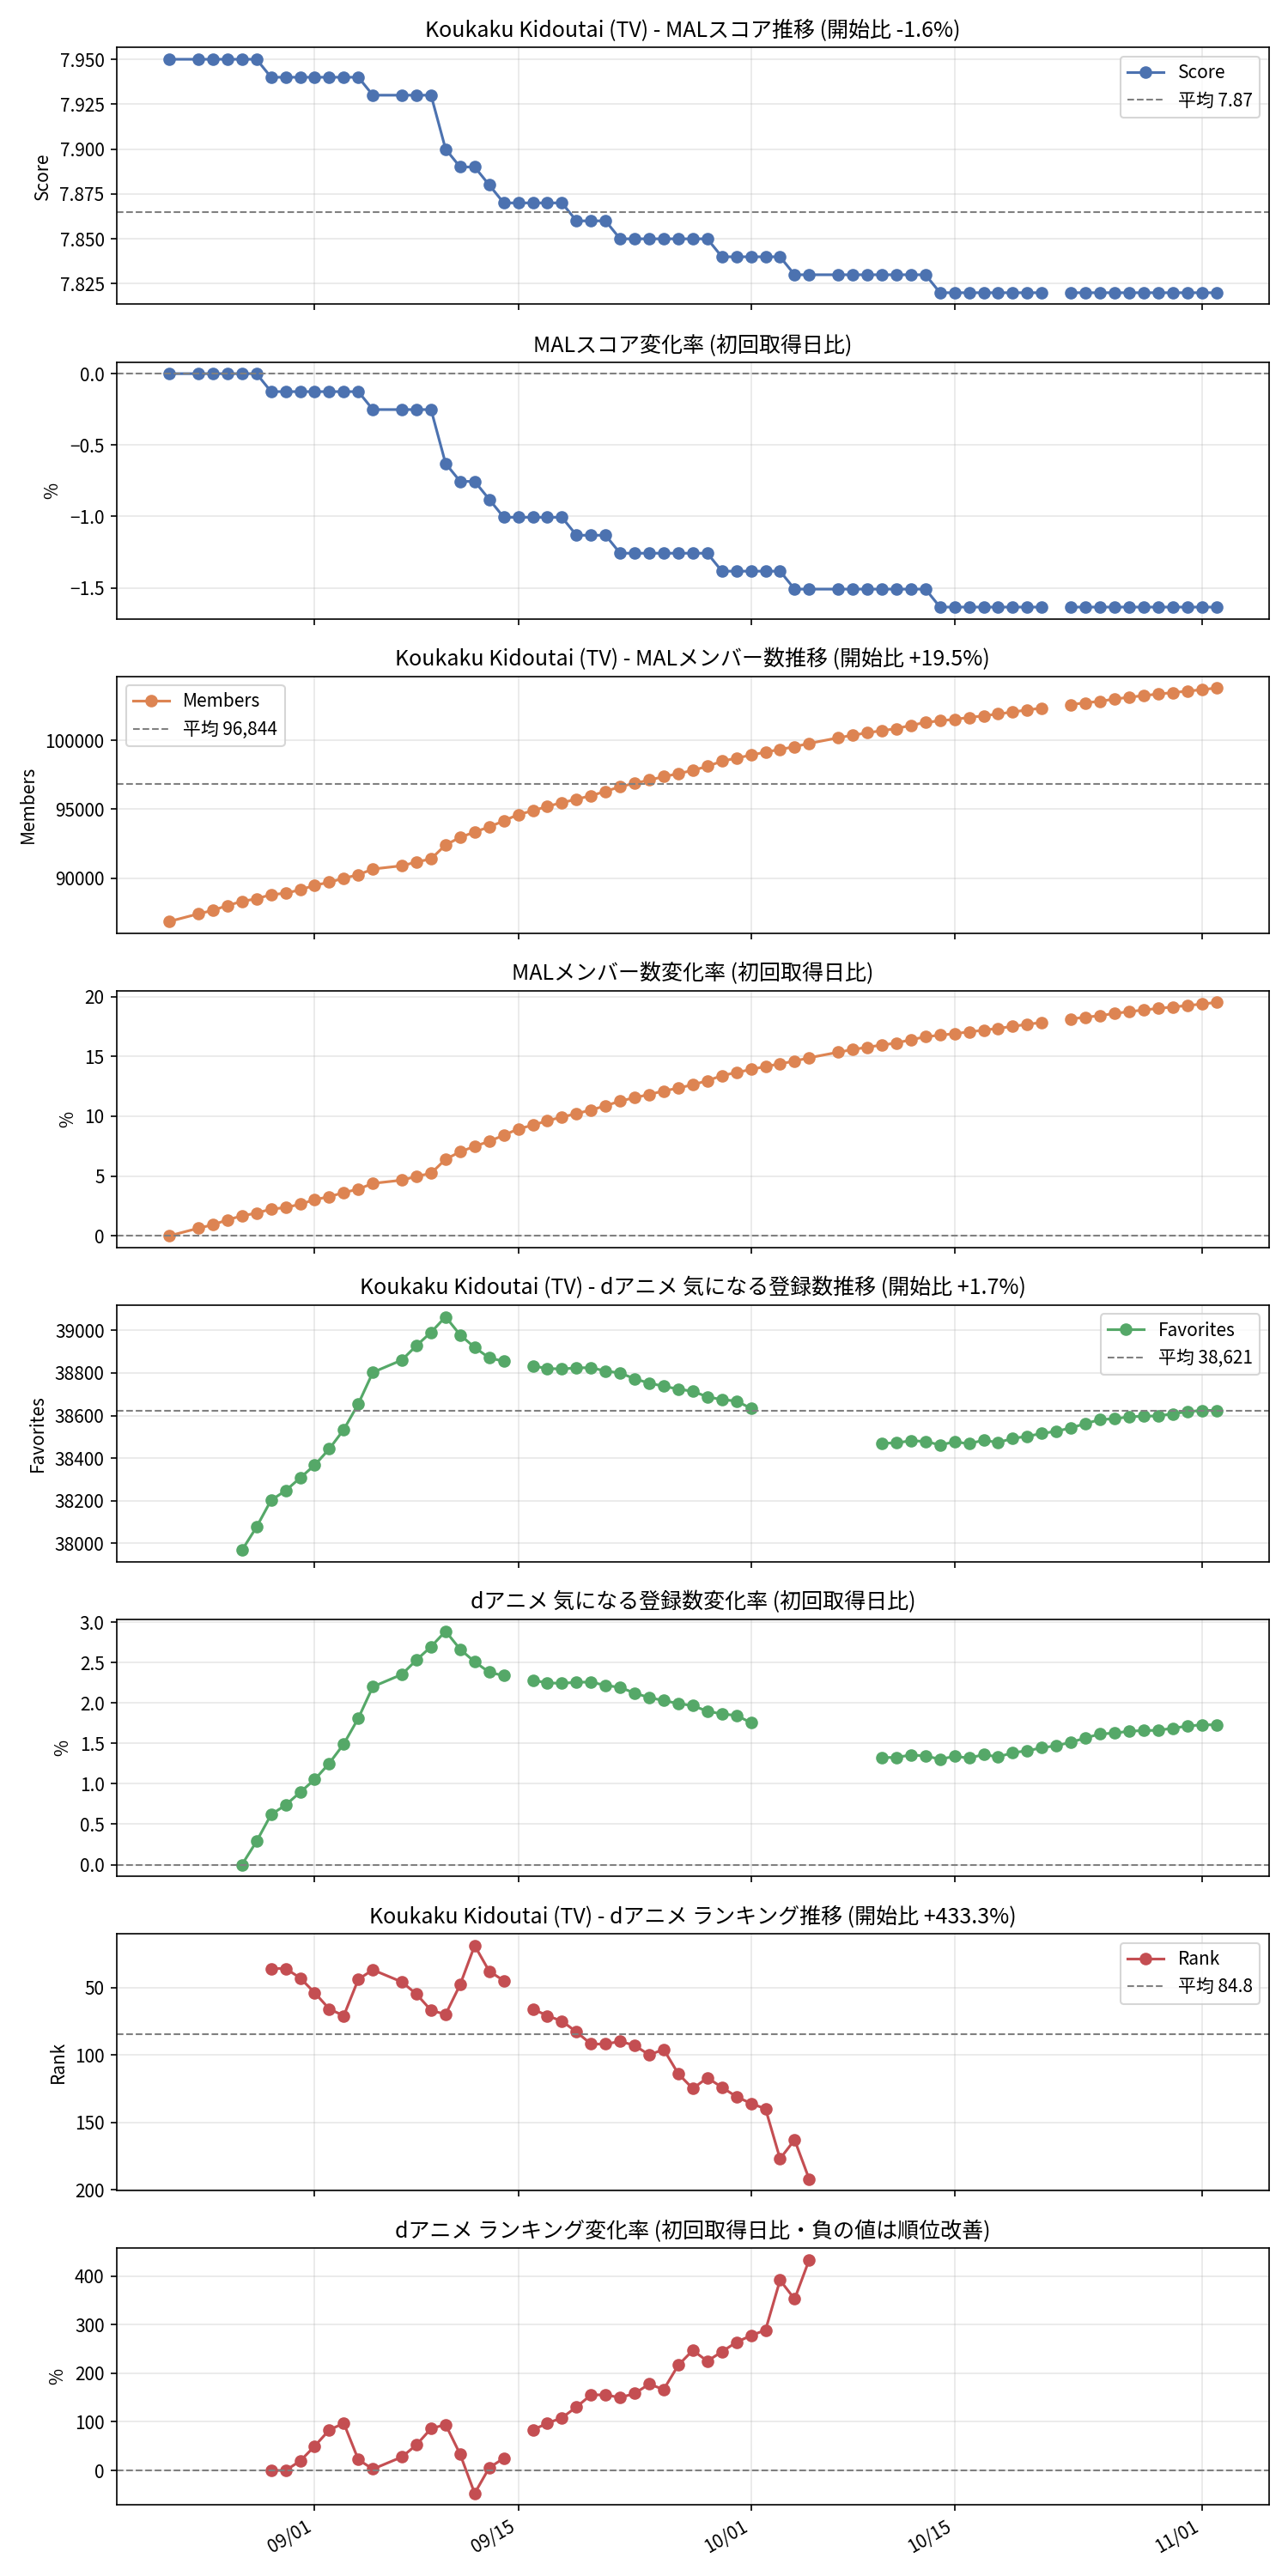 Koukaku Kidoutai (TV) - MALスコア推移 (開始比 -1.6%)
Score
7.950
7.925
7.900
7.875
7.850
7.825
Score
平均 7.87
MALスコア変化率 (初回取得日比)
%
0.0
−0.5
−1.0
−1.5
Koukaku Kidoutai (TV) - MALメンバー数推移 (開始比 +19.5%)
Members
100000
95000
90000
Members
平均 96,844
MALメンバー数変化率 (初回取得日比)
%
20
15
10
5
0
Koukaku Kidoutai (TV) - dアニメ 気になる登録数推移 (開始比 +1.7%)
Favorites
39000
38800
38600
38400
38200
38000
Favorites
平均 38,621
dアニメ 気になる登録数変化率 (初回取得日比)
%
3.0
2.5
2.0
1.5
1.0
0.5
0.0
Koukaku Kidoutai (TV) - dアニメ ランキング推移 (開始比 +433.3%)
Rank
50
100
150
200
Rank
平均 84.8
dアニメ ランキング変化率 (初回取得日比・負の値は順位改善)
%
400
300
200
100
0
09/01
09/15
10/01
10/15
11/01